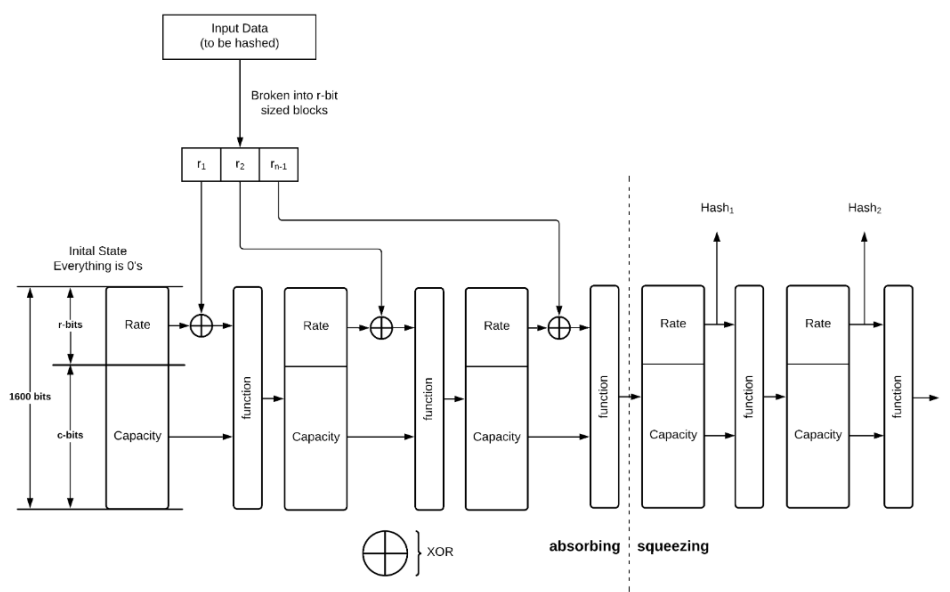 Input Data
(to be hashed)
Broken into r-bit
sized blocks
r₁ r₂ rₙ₋₁
Hash₁ Hash₂
Inital State
Everything is 0's
r-bits
Rate
Rate
Rate
Rate
Rate
1600 bits
c-bits
Capacity
function
Capacity
function
Capacity
function
Capacity
function
Capacity
function
XOR
absorbing
squeezing